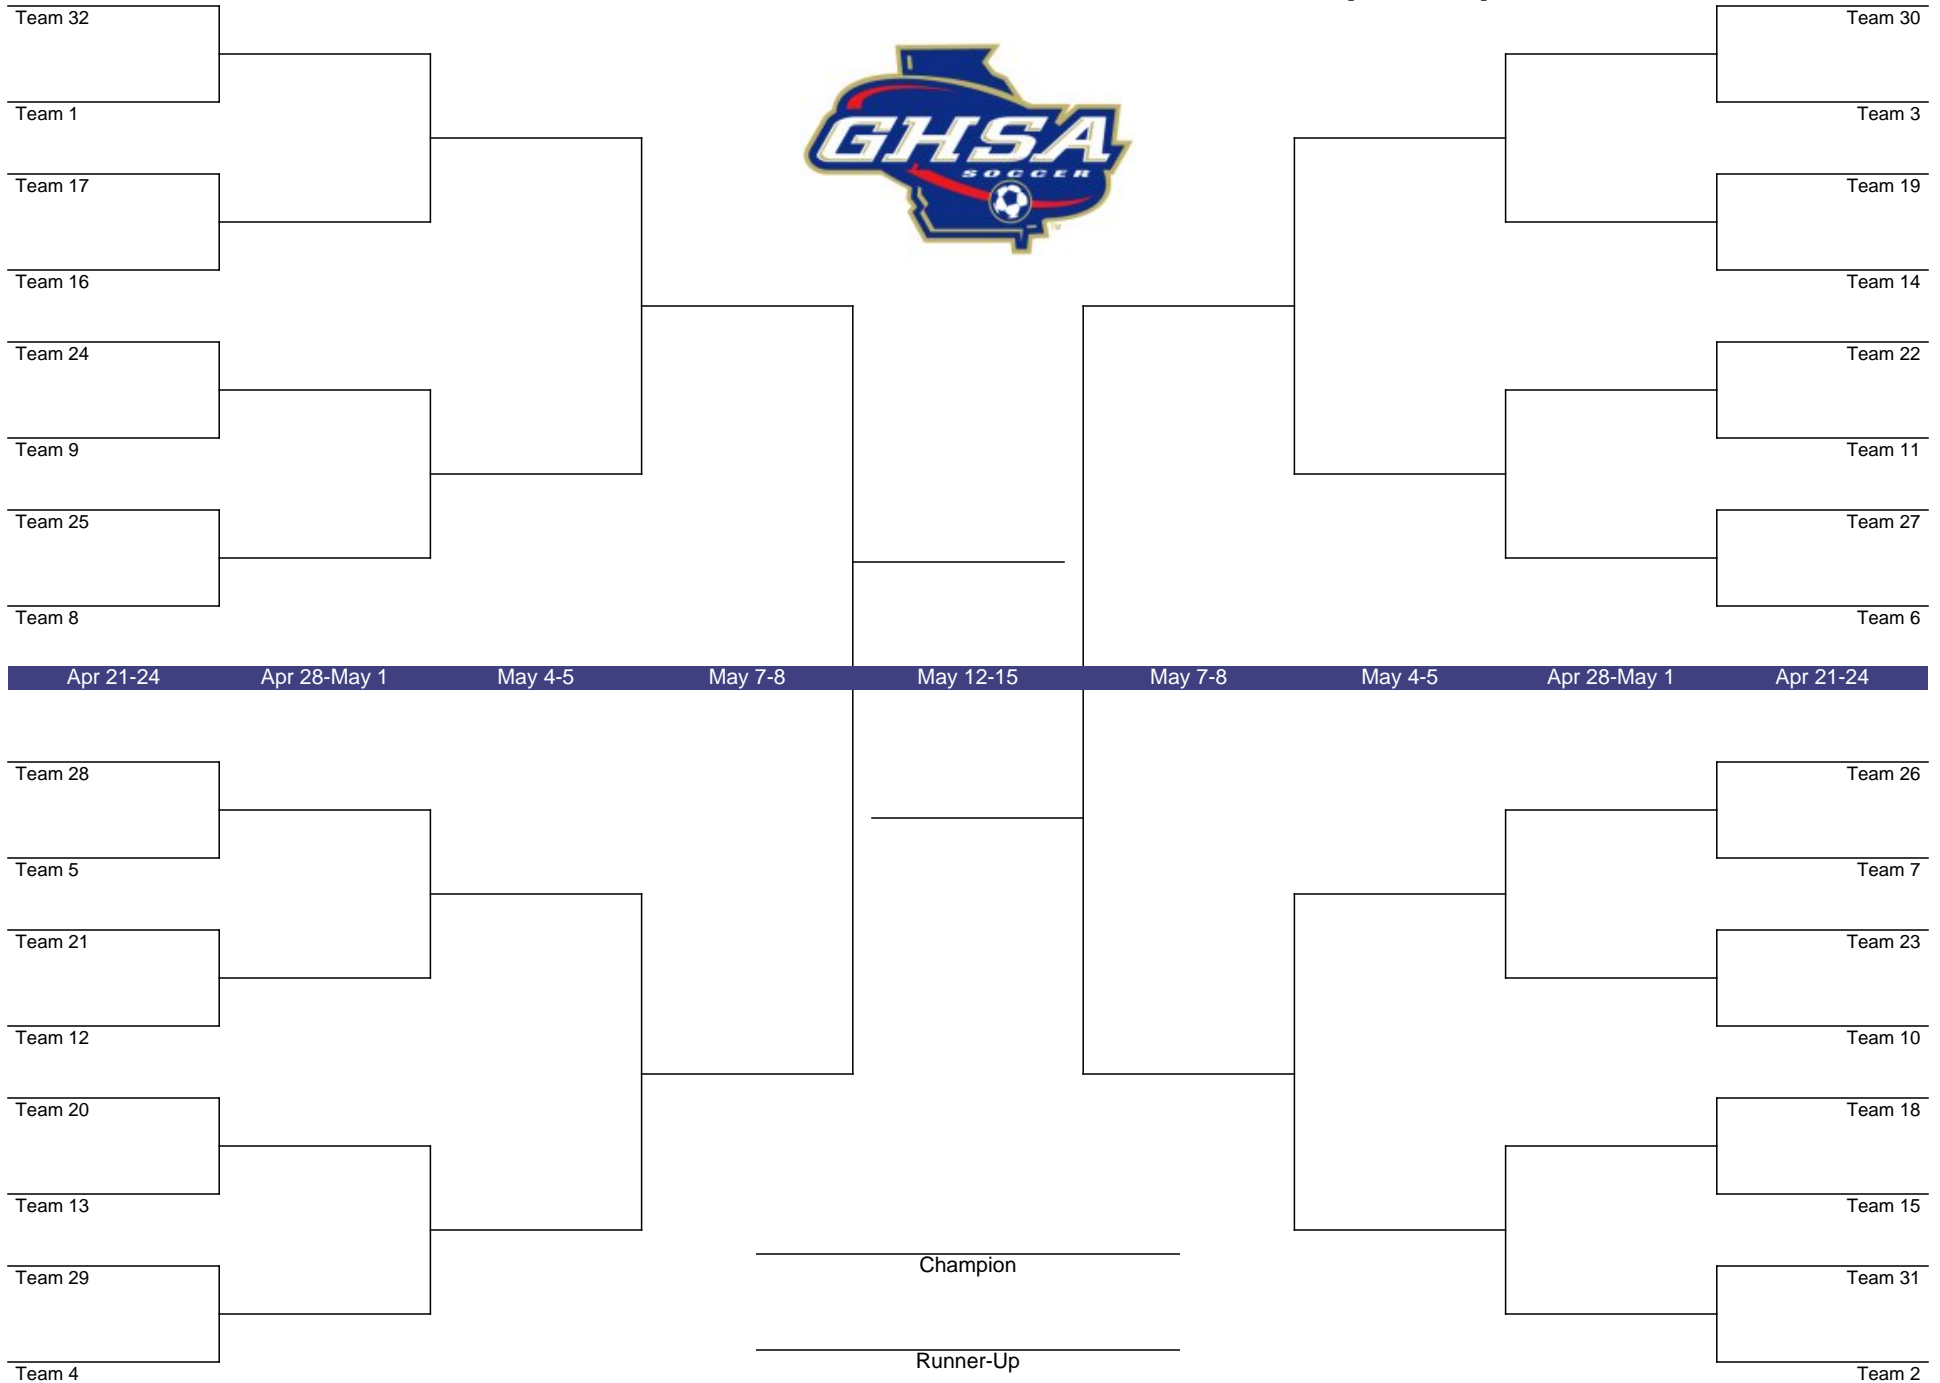 Team 32
Team 30
Team 1
Team 3
Team 17
Team 19
Team 16
Team 14
Team 24
Team 22
Team 9
Team 11
Team 25
Team 27
Team 8
Team 6
GHSA
SOCCER
Apr 21-24 Apr 28-May 1 May 4-5 May 7-8 May 12-15 May 7-8 May 4-5 Apr 28-May 1 Apr 21-24
Team 28
Team 26
Team 5
Team 7
Team 21
Team 23
Team 12
Team 10
Team 20
Team 18
Team 13
Team 15
Champion
Team 29
Team 31
Runner-Up
Team 4
Team 2